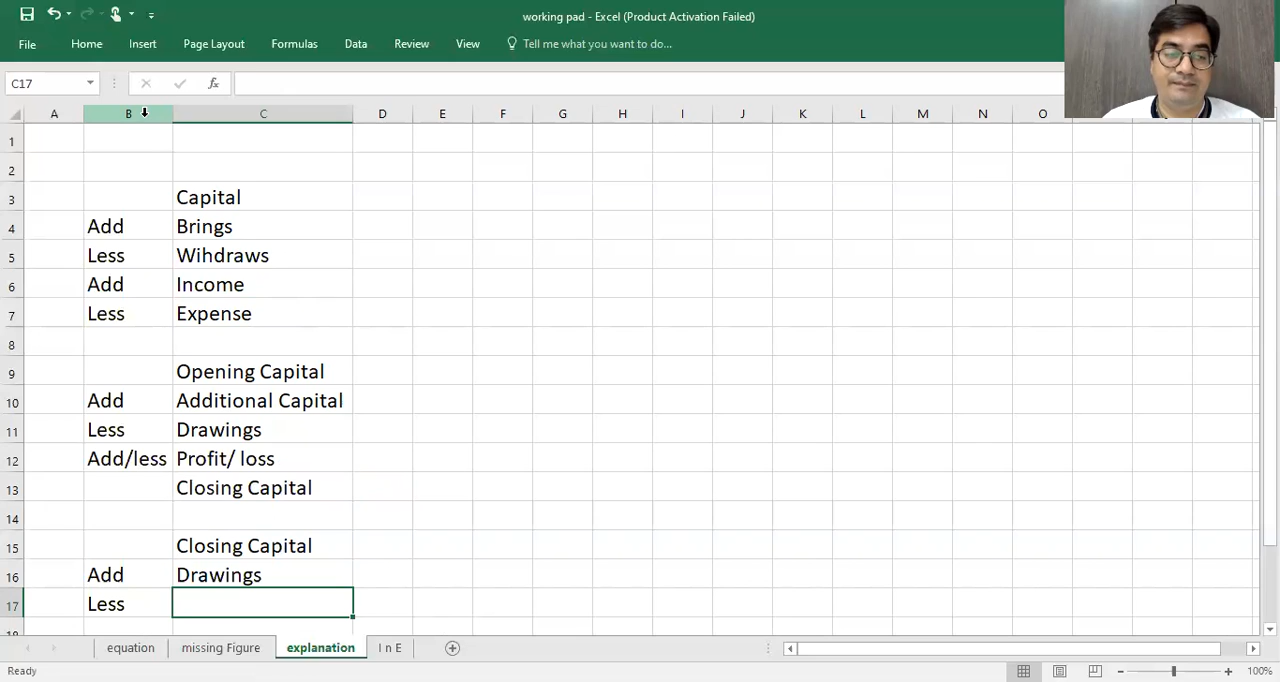 working pad - Excel (Product Activation Failed)
File Home Insert Page Layout Formulas Data Review View Tell me what you want to do...
C17 fx
A B C D E F G H I J K L M N O
1
2
3 Capital
4 Add Brings
5 Less Wihdraws
6 Add Income
7 Less Expense
8
9 Opening Capital
10 Add Additional Capital
11 Less Drawings
12 Add/less Profit/ loss
13 Closing Capital
14
15 Closing Capital
16 Add Drawings
17 Less
equation missing Figure explanation I n E
Ready 100%